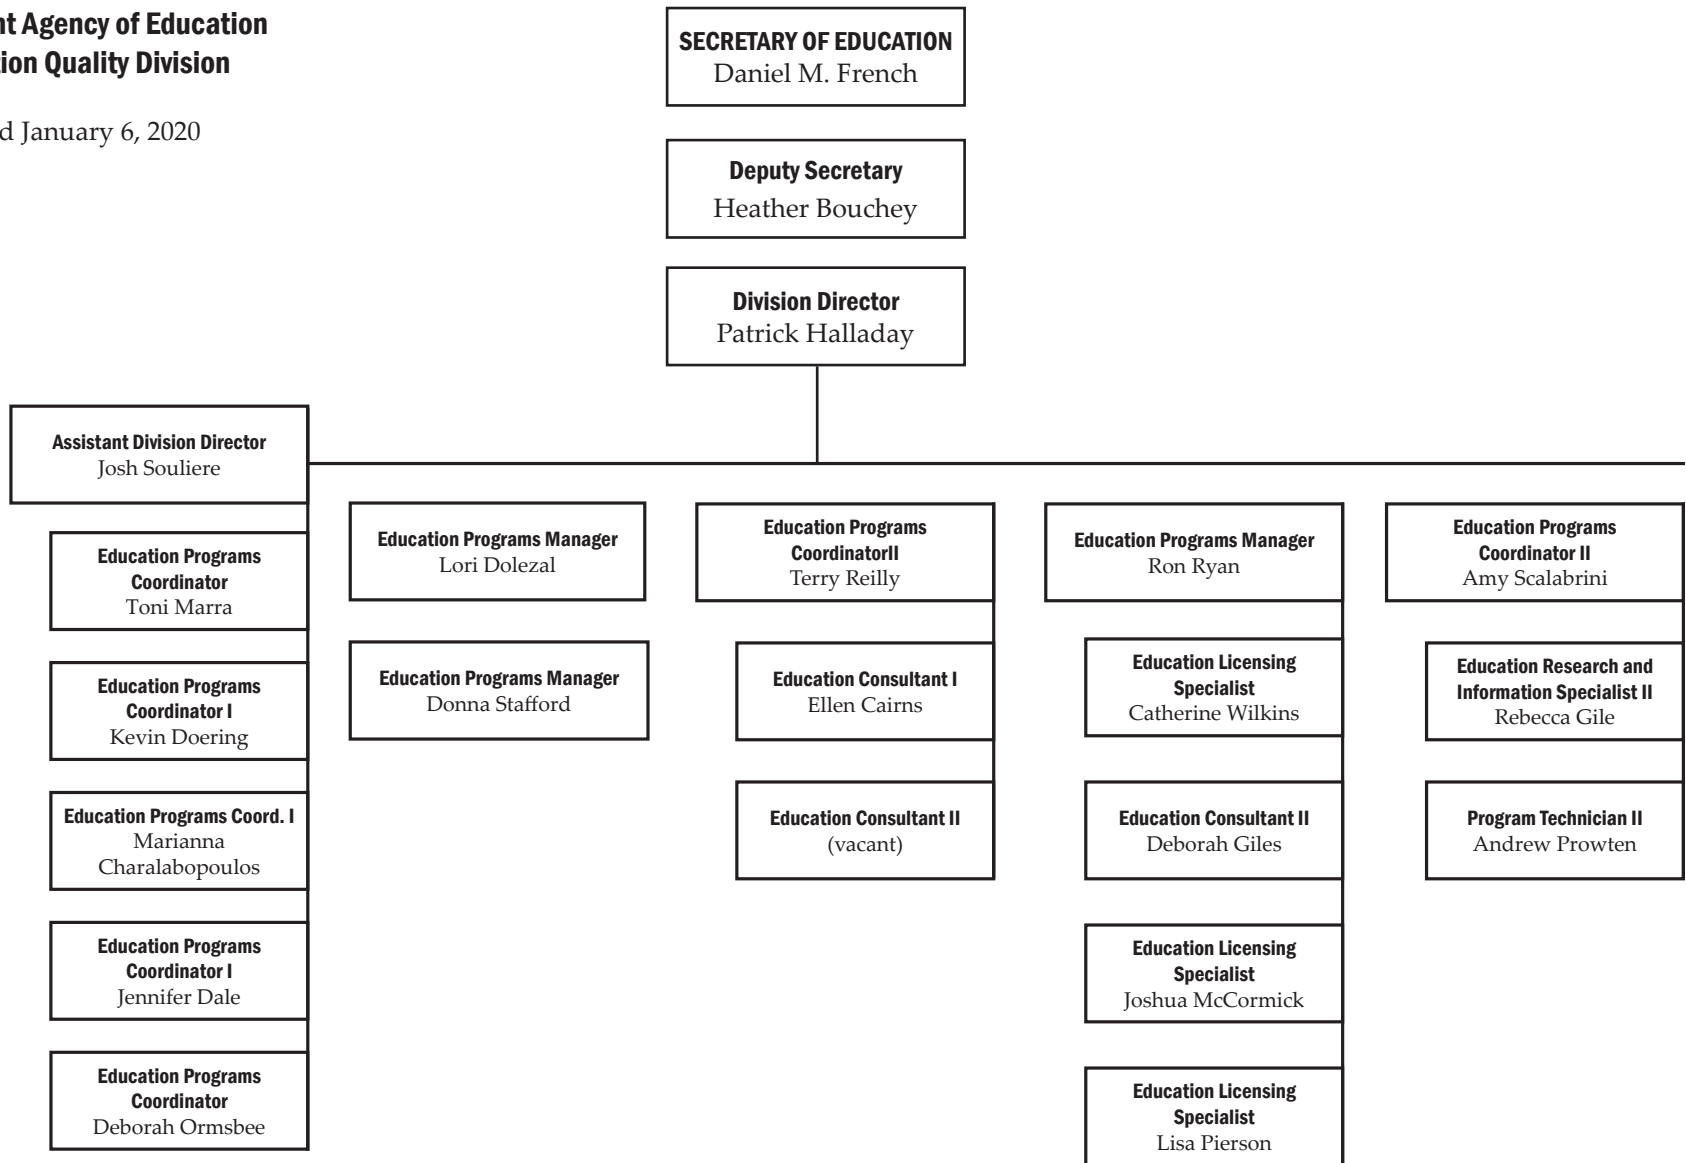 nt Agency of Education
tion Quality Division
d January 6, 2020
SECRETARY OF EDUCATION
Daniel M. French
Deputy Secretary
Heather Bouchey
Division Director
Patrick Halladay
Assistant Division Director
Josh Souliere
Education Programs
Coordinator
Toni Marra
Education Programs
Coordinator I
Kevin Doering
Education Programs Coord. I
Marianna
Charalabopoulos
Education Programs
Coordinator I
Jennifer Dale
Education Programs
Coordinator
Deborah Ormsbee
Education Programs Manager
Lori Dolezal
Education Programs Manager
Donna Stafford
Education Programs
CoordinatorII
Terry Reilly
Education Consultant I
Ellen Cairns
Education Consultant II
(vacant)
Education Programs Manager
Ron Ryan
Education Licensing
Specialist
Catherine Wilkins
Education Consultant II
Deborah Giles
Education Licensing
Specialist
Joshua McCormick
Education Licensing
Specialist
Lisa Pierson
Education Programs
Coordinator II
Amy Scalabrini
Education Research and
Information Specialist II
Rebecca Gile
Program Technician II
Andrew Prowten